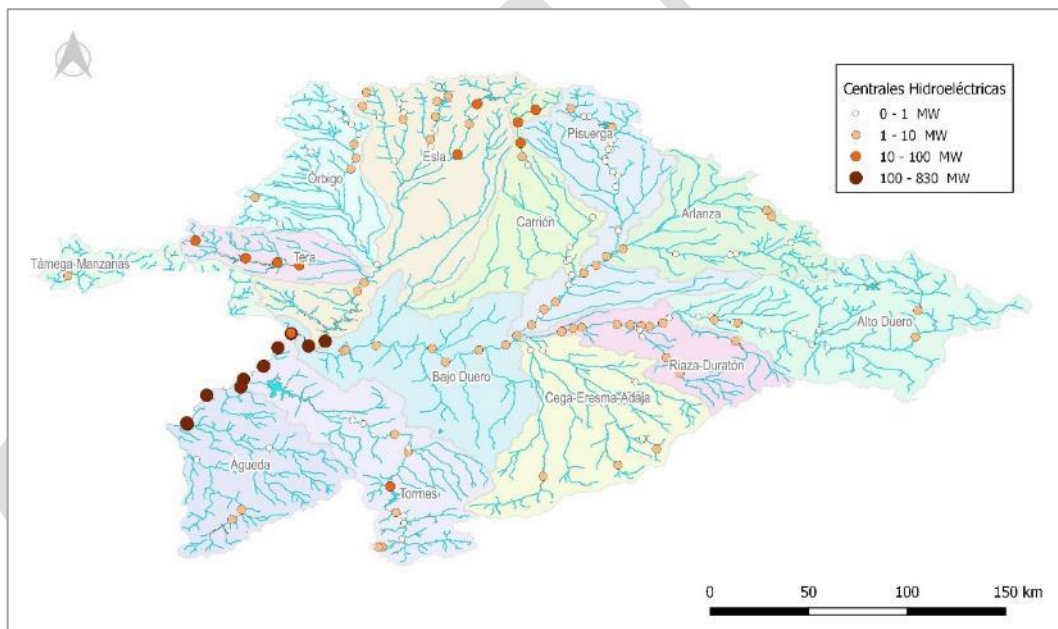 Centrales Hidroeléctricas
0 - 1 MW
1 - 10 MW
10 - 100 MW
100 - 830 MW
Pisuerga
Esla
Órbigo
Carrión
Arlanza
Támega-Manzanas
Tera
Alto Duero
Riaza-Duratón
Bajo Duero
Cega-Eresma-Adaja
Águeda
Tormes
0 50 100 150 km